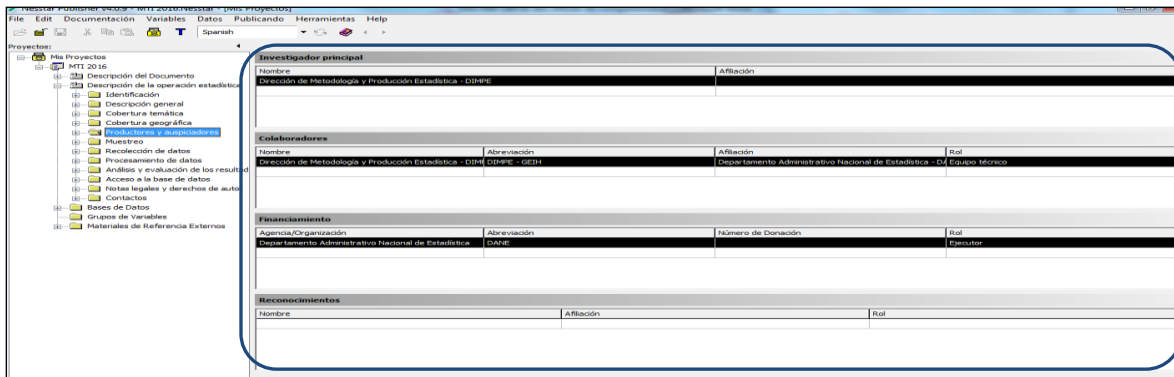 Nesstar Publisher v4.0.9 - MTI 2016.Nesstar - [Mis Proyectos]
File Edit Documentación Variables Datos Publicando Herramientas Help
Spanish
Proyectos:
Mis Proyectos
MTI 2016
Descripción del Documento
Descripción de la operación estadística
Identificación
Descripción general
Cobertura temática
Cobertura geográfica
Productores y auspiciadores
Muestreo
Recolección de datos
Procesamiento de datos
Análisis y evaluación de los resultad
Acceso a la base de datos
Notas legales y derechos de auto
Contactos
Bases de Datos
Grupos de Variables
Materiales de Referencia Externos
Investigador principal
Nombre Afiliación
Dirección de Metodología y Producción Estadística - DIMPE
Colaboradores
Nombre Abreviación Afiliación Rol
Dirección de Metodología y Producción Estadística - DIMI DIMPE - GEIH Departamento Administrativo Nacional de Estadística - DA Equipo técnico
Financiamiento
Agencia/Organización Abreviación Número de Donación Rol
Departamento Administrativo Nacional de Estadística DANE Ejecutor
Reconocimientos
Nombre Afiliación Rol